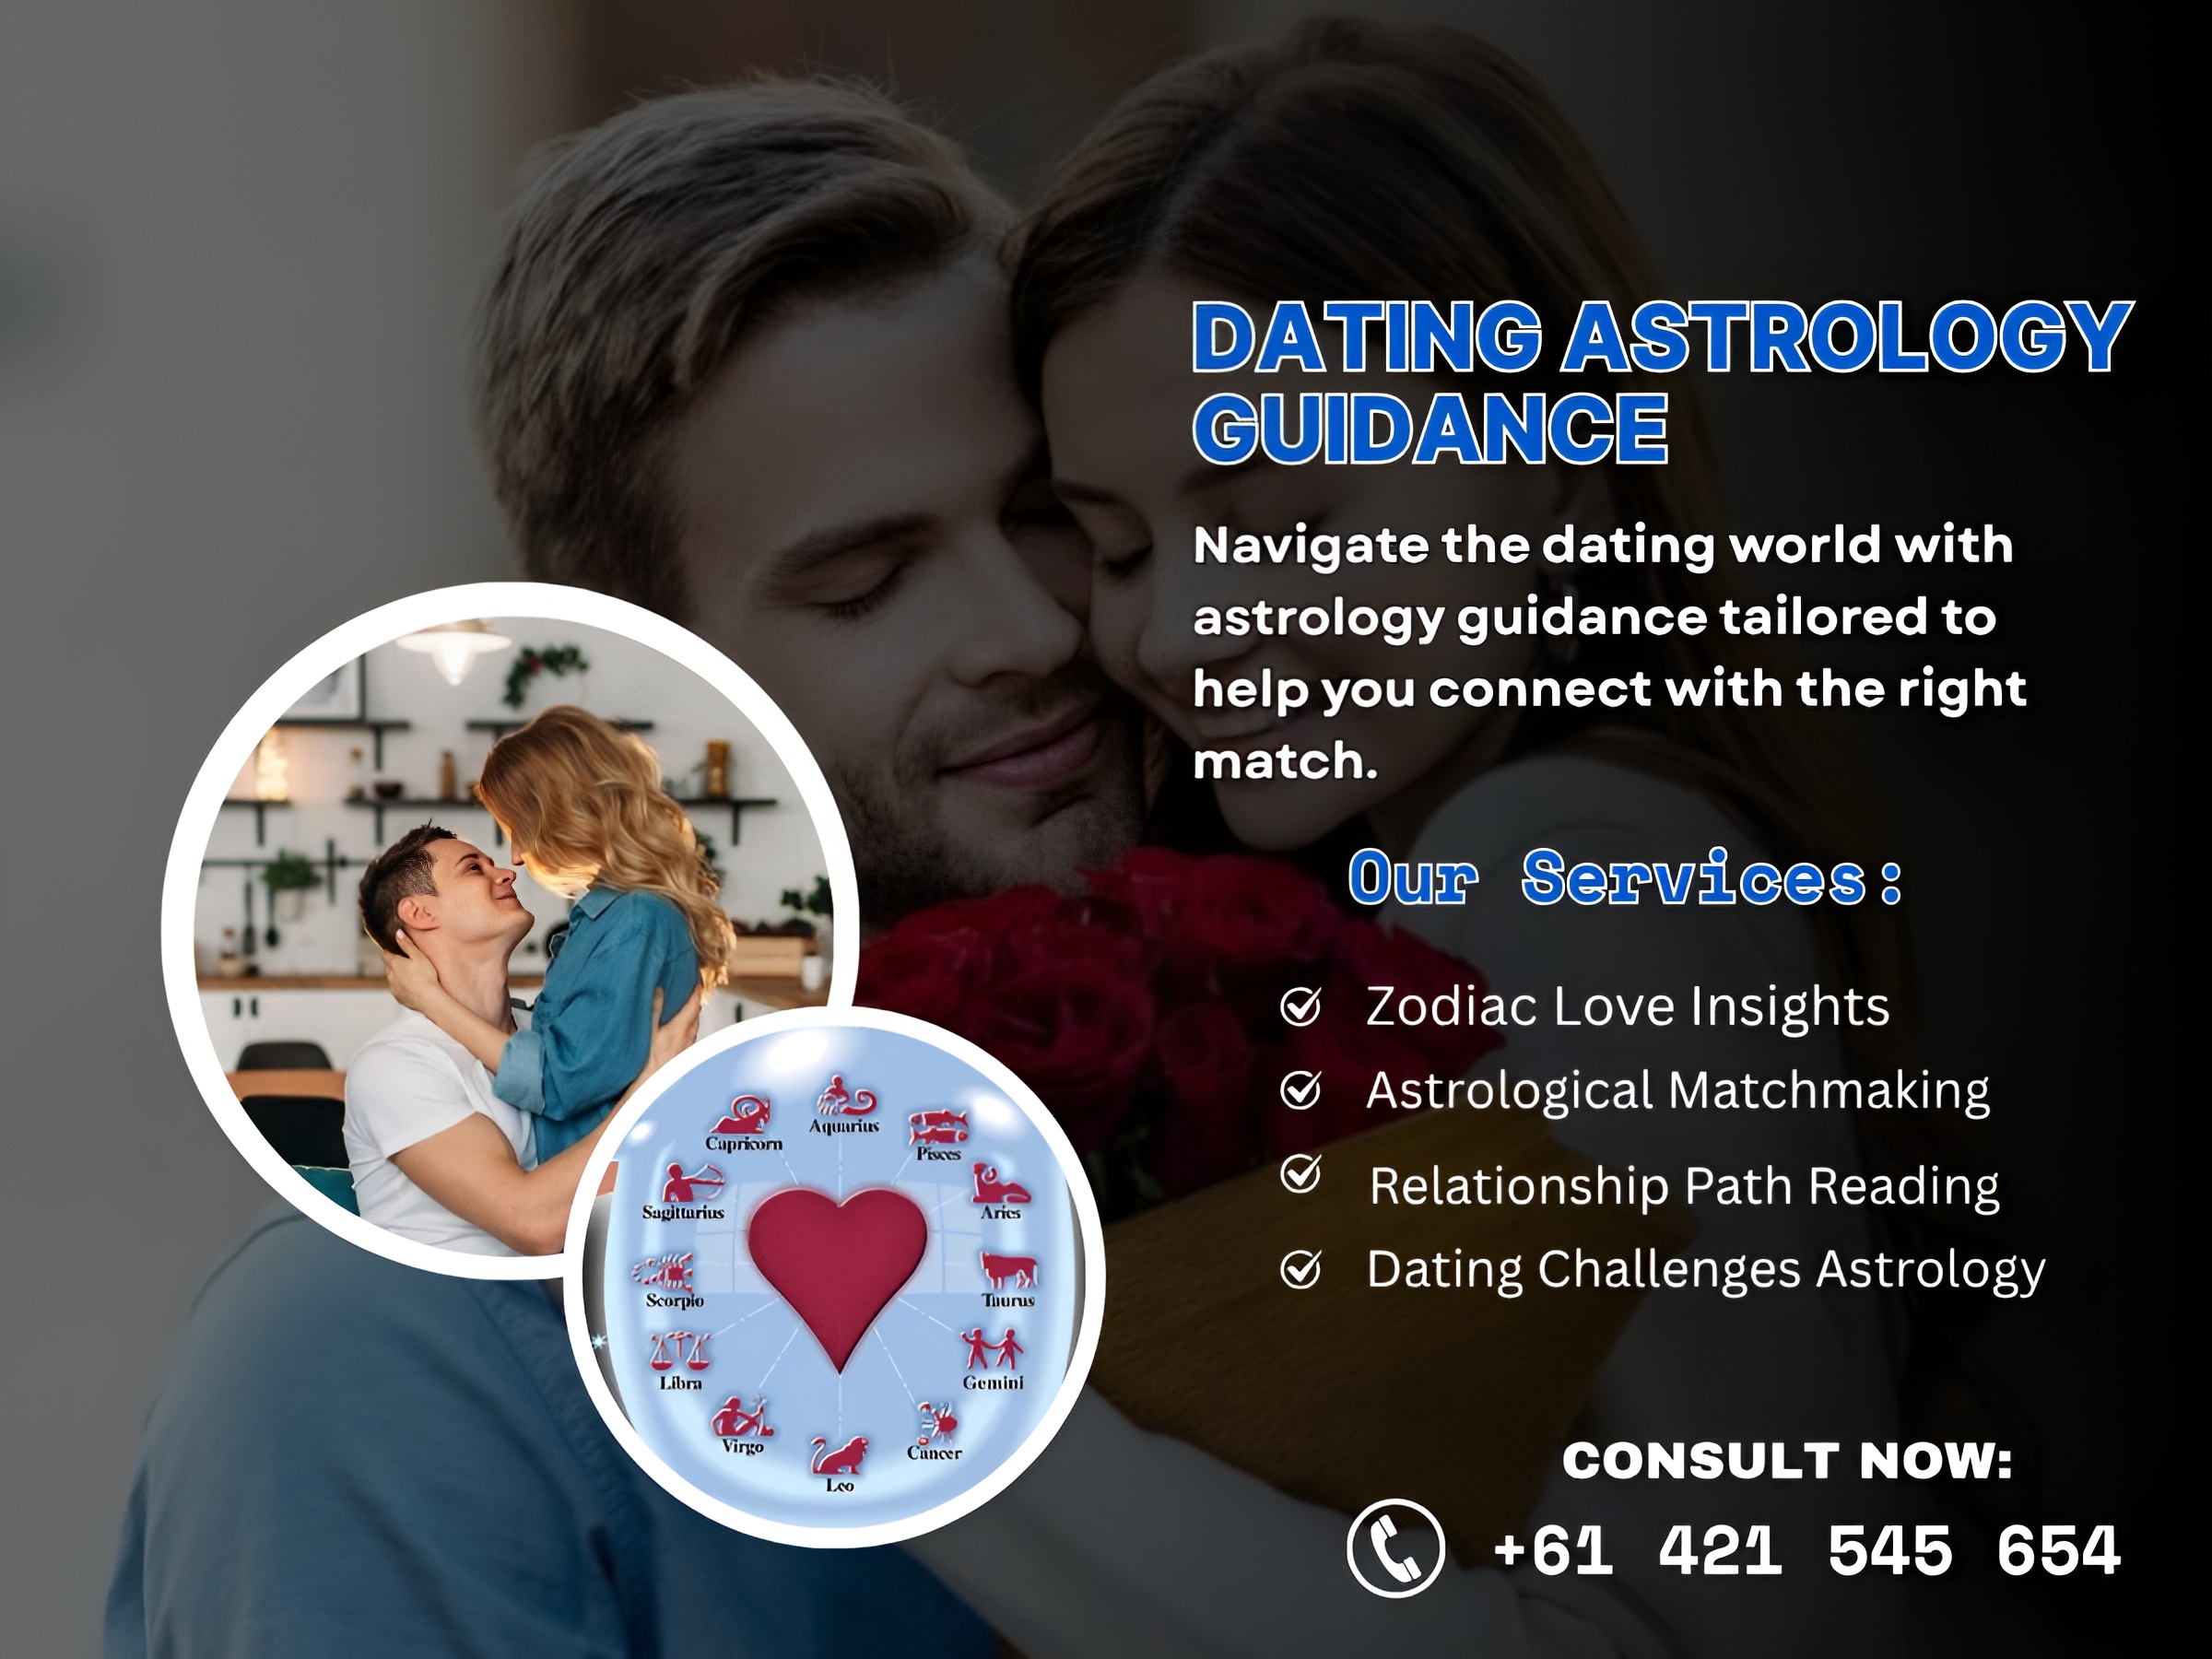 DATING ASTROLOGY
GUIDANCE
Navigate the dating world with
astrology guidance tailored to
help you connect with the right
match.
Our Services:
Zodiac Love Insights
Astrological Matchmaking
Relationship Path Reading
Dating Challenges Astrology
CONSULT NOW:
+61 421 545 654
Aquarius
Capricorn
Pisces
Sagittarius
Aries
Scorpio
Taurus
Libra
Gemini
Virgo
Cancer
Leo